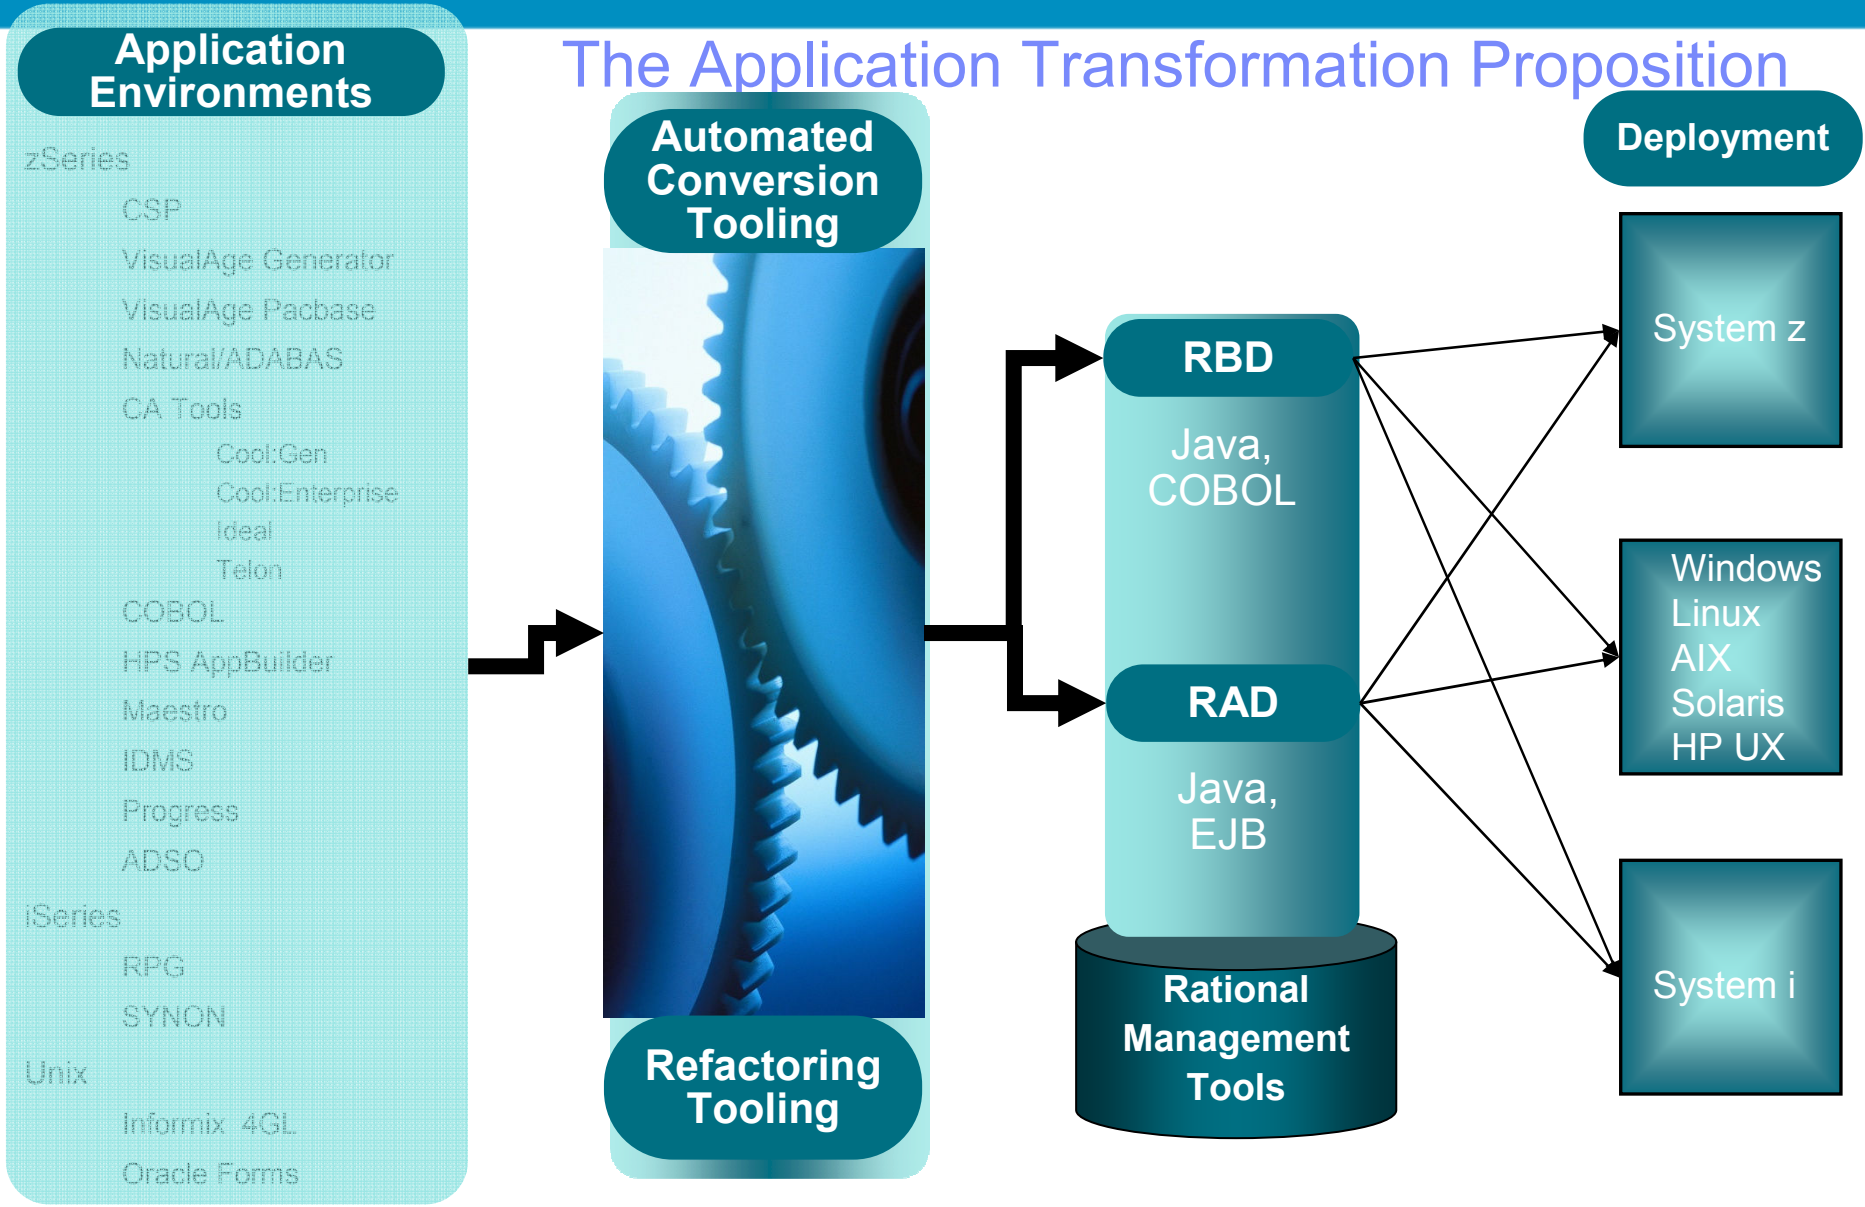 The Application Transformation Proposition
Application
Environments
zSeries
CSP
VisualAge Generator
VisualAge Pacbase
Natural/ADABAS
CA Tools
Cool:Gen
Cool:Enterprise
Ideal
Telon
COBOL
HPS AppBuilder
Maestro
IDMS
Progress
ADSO
iSeries
RPG
SYNON
Unix
Informix 4GL
Oracle Forms
Automated
Conversion
Tooling
Refactoring
Tooling
RBD
Java,
COBOL
RAD
Java,
EJB
Rational
Management
Tools
Deployment
System z
Windows
Linux
AIX
Solaris
HP UX
System i